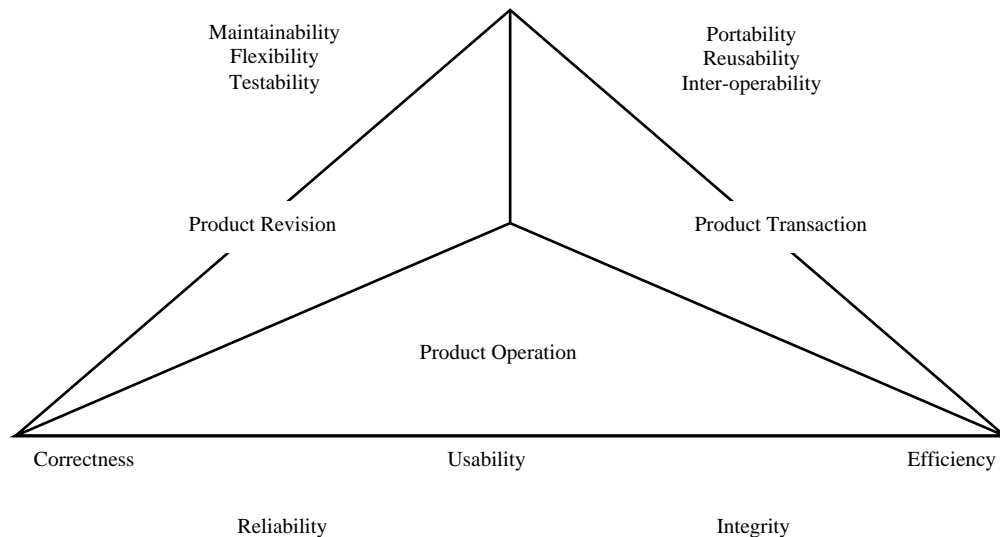 Maintainability
Flexibility
Testability
Portability
Reusability
Inter-operability
Product Revision
Product Transaction
Product Operation
Correctness
Usability
Efficiency
Reliability
Integrity